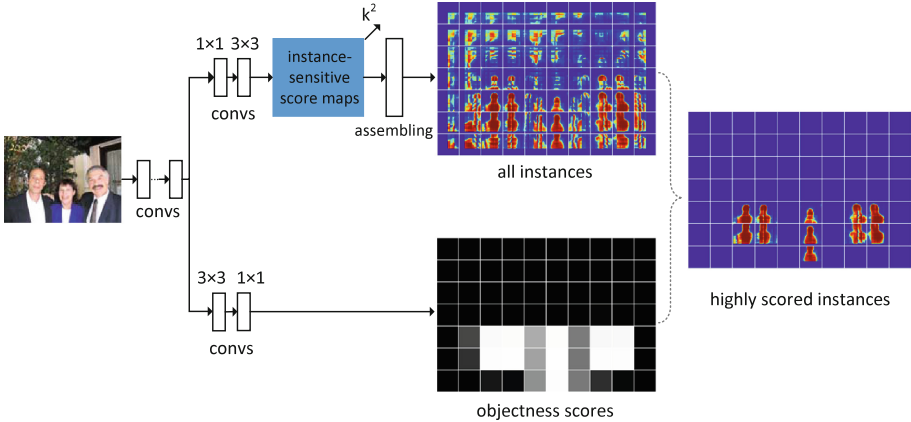 k²
1×1 3×3
instance-
sensitive
score maps
convs
assembling
all instances
convs
3×3 1×1
convs
highly scored instances
objectness scores